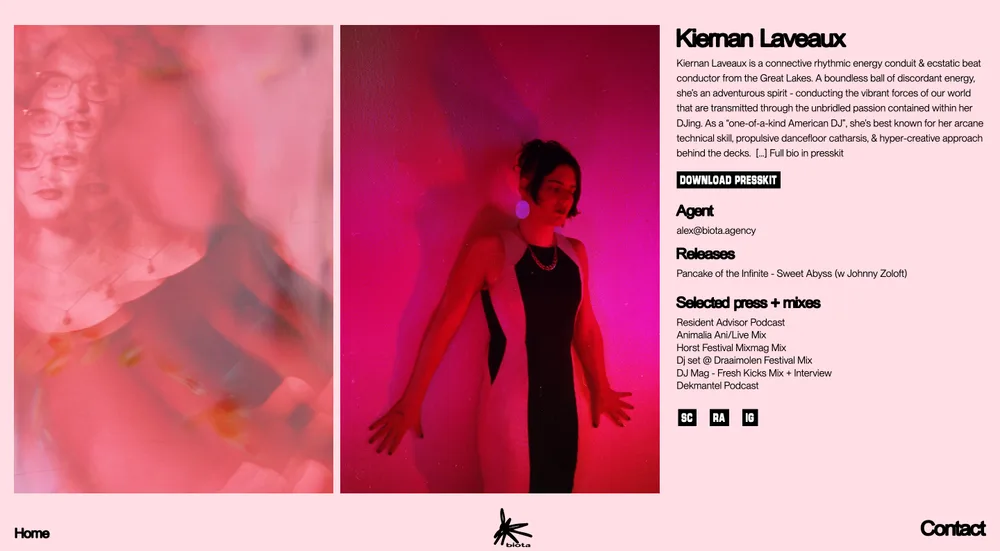 Kiernan Laveaux
Kiernan Laveaux is a connective rhythmic energy conduit & ecstatic beat
conductor from the Great Lakes. A boundless ball of discordant energy,
she's an adventurous spirit - conducting the vibrant forces of our world
that are transmitted through the unbridled passion contained within her
DJing. As a “one-of-a-kind American DJ”, she's best known for her arcane
technical skill, propulsive dancefloor catharsis, & hyper-creative approach
behind the decks. [...] Full bio in presskit
DOWNLOAD PRESSKIT
Agent
alex@biota.agency
Releases
Pancake of the Infinite - Sweet Abyss (w Johnny Zoloft)
Selected press + mixes
Resident Advisor Podcast
Animalia Ani/Live Mix
Horst Festival Mixmag Mix
Dj set @ Draaimolen Festival Mix
DJ Mag - Fresh Kicks Mix + Interview
Dekmantel Podcast
SC RA IG
Home
biota
Contact